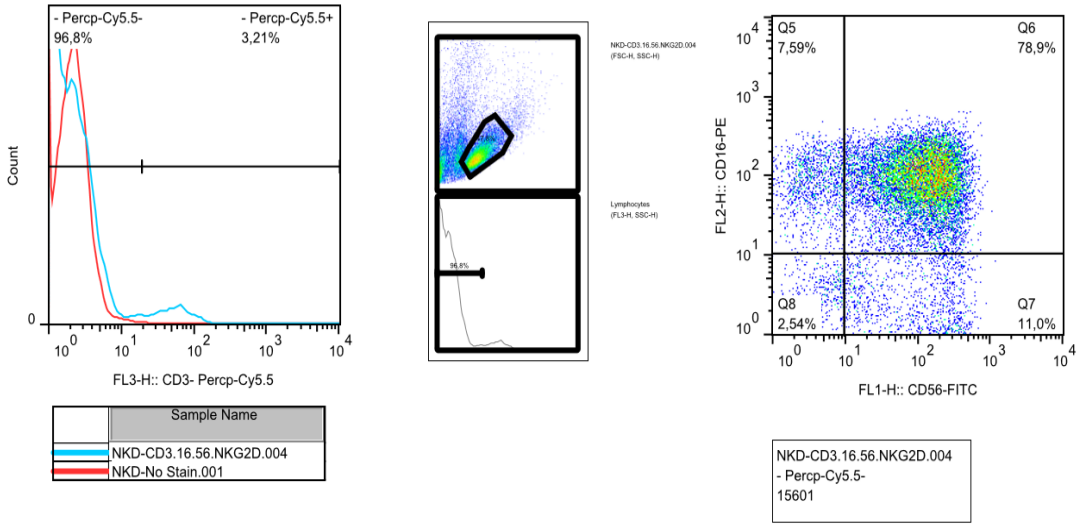 - Percp-Cy5.5-
96,8%
- Percp-Cy5.5+
3,21%
Count
0
10^0 10^1 10^2 10^3 10^4
FL3-H:: CD3- Percp-Cy5.5
Sample Name
NKD-CD3.16.56.NKG2D.004
NKD-No Stain.001
NKD-CD3.16.56.NKG2D.004
(FSC-H, SSC-H)
Lymphocytes
(FL3-H, SSC-H)
96,8%
Q5
7,59%
Q6
78,9%
Q8
2,54%
Q7
11,0%
10^4
10^3
10^2
10^1
10^0
FL2-H:: CD16-PE
10^0 10^1 10^2 10^3 10^4
FL1-H:: CD56-FITC
NKD-CD3.16.56.NKG2D.004
- Percp-Cy5.5-
15601